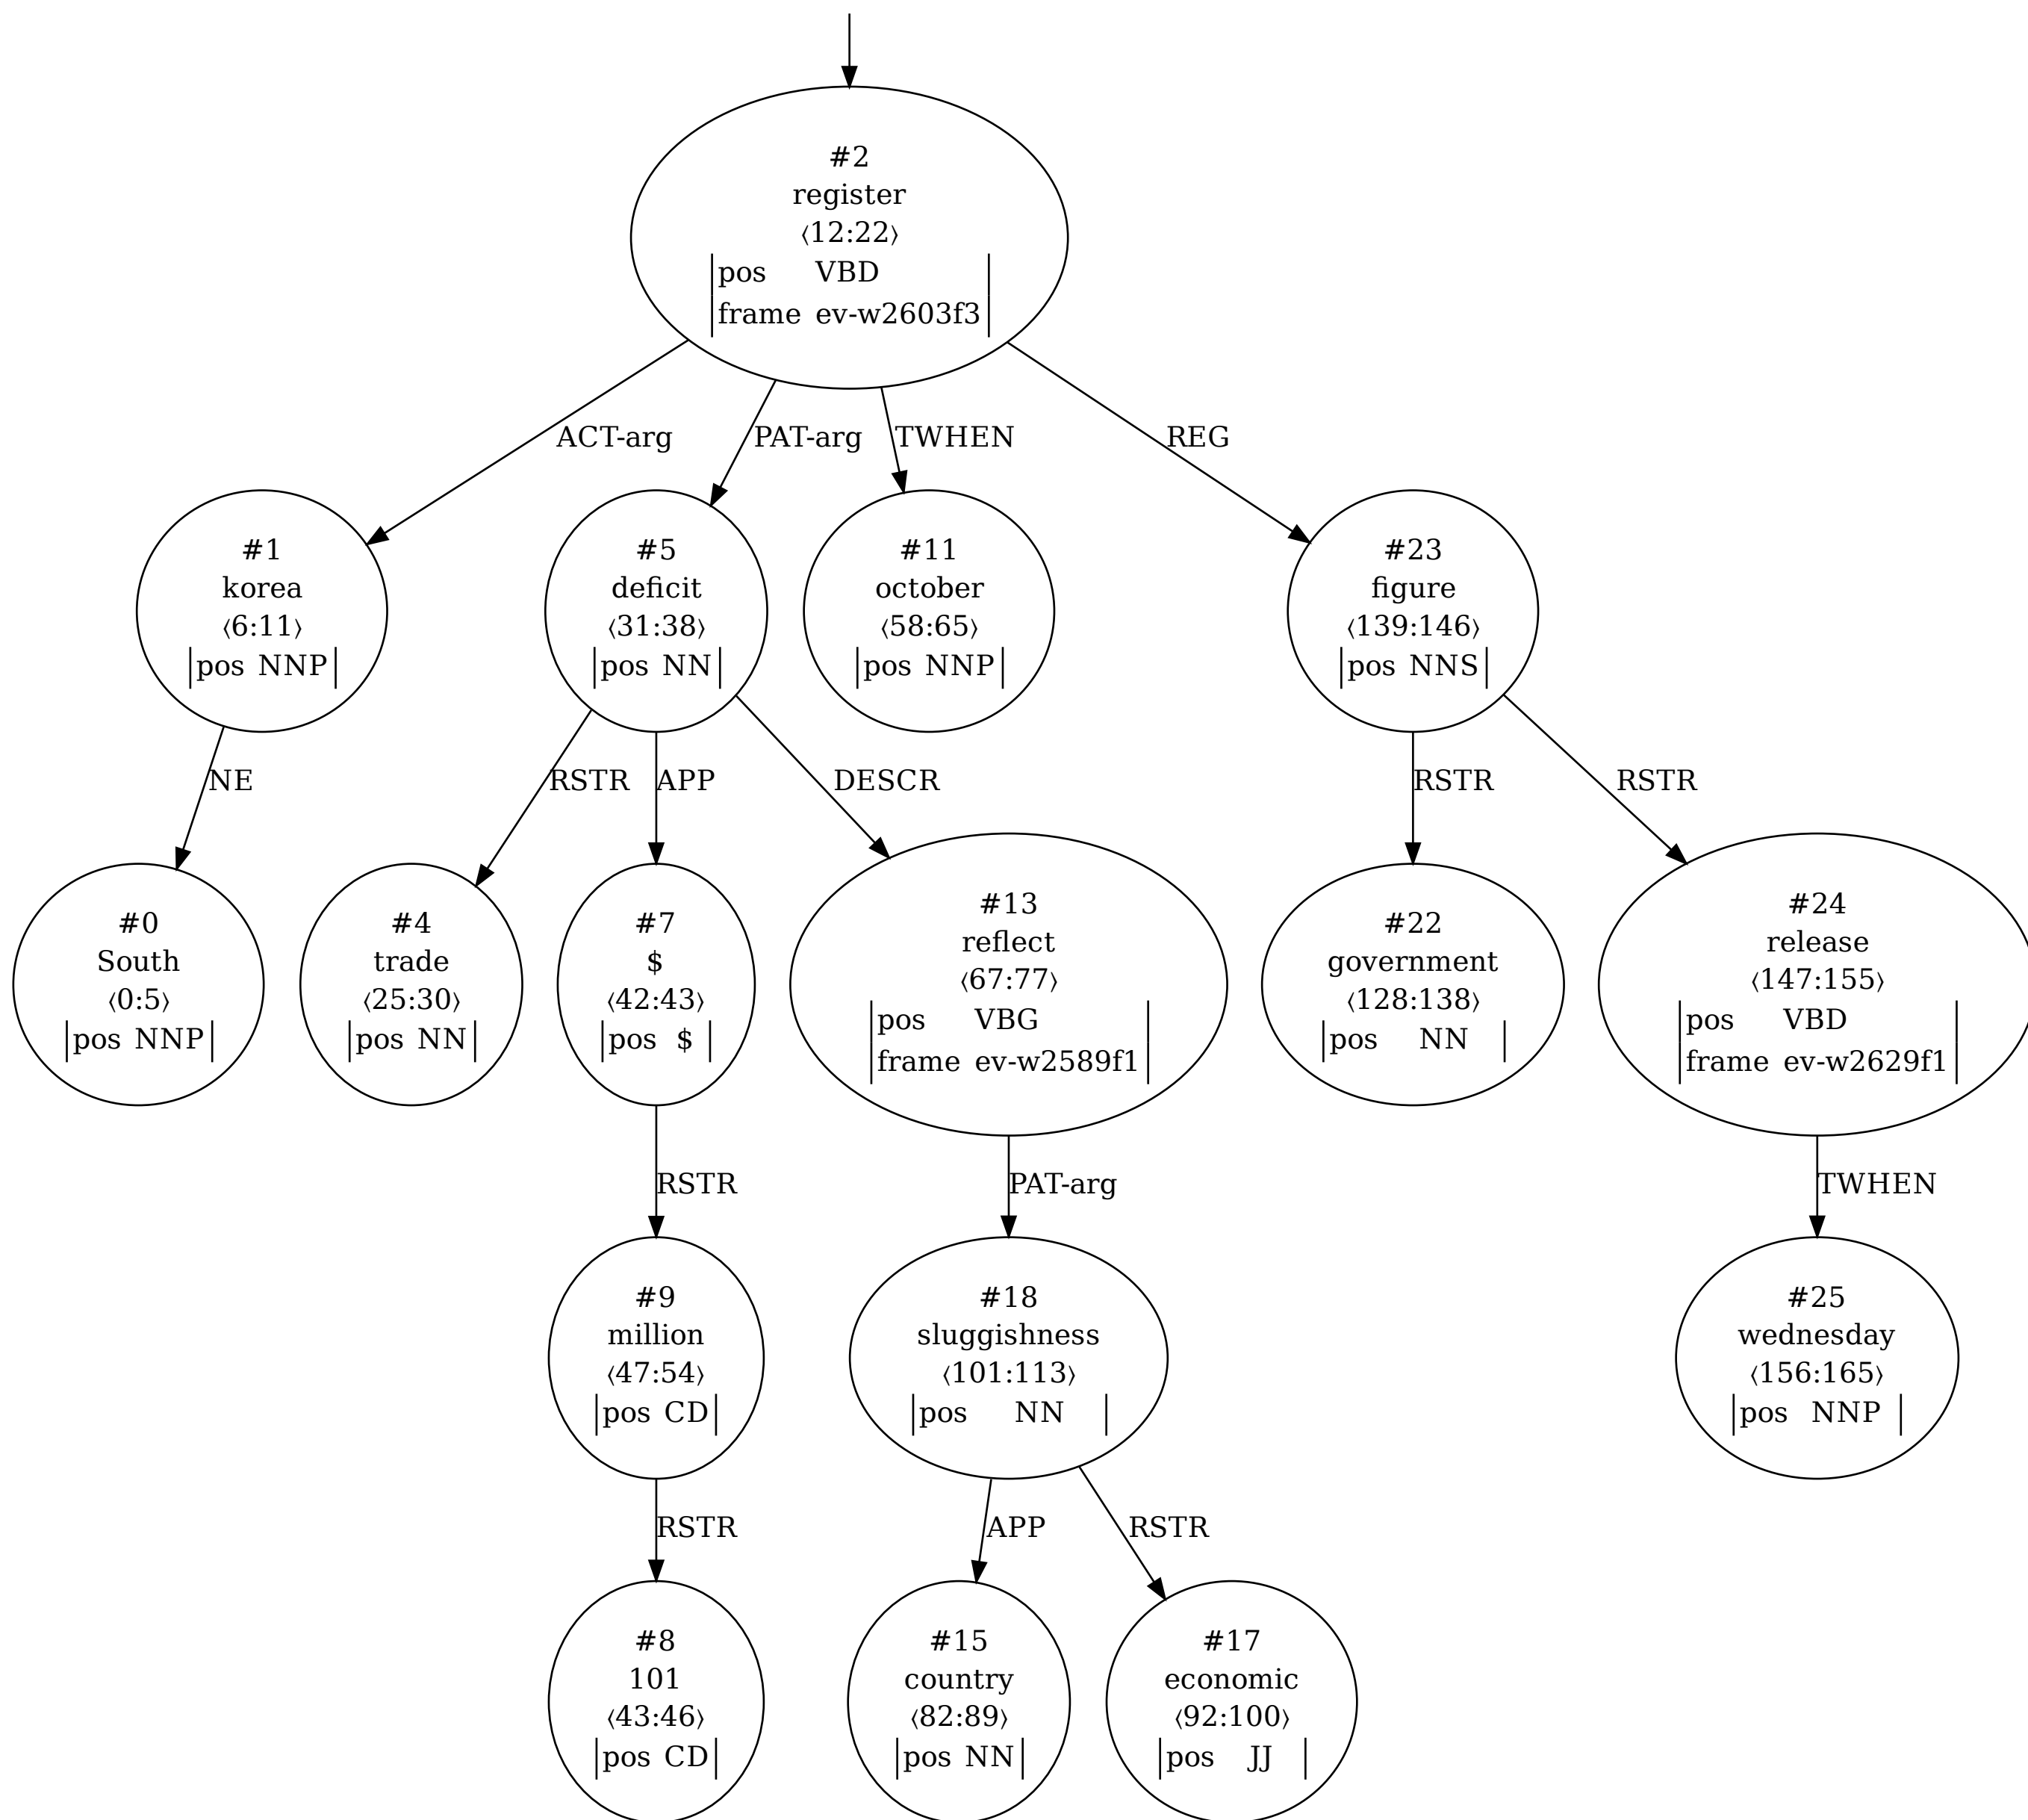 #2
register
⟨12:22⟩
pos VBD
frame ev-w2603f3
ACT-arg
PAT-arg
TWHEN
REG
#1
korea
⟨6:11⟩
pos NNP
#5
deficit
⟨31:38⟩
pos NN
#11
october
⟨58:65⟩
pos NNP
#23
figure
⟨139:146⟩
pos NNS
NE
RSTR
APP
DESCR
RSTR
RSTR
#0
South
⟨0:5⟩
pos NNP
#4
trade
⟨25:30⟩
pos NN
#7
$
⟨42:43⟩
pos $
#13
reflect
⟨67:77⟩
pos VBG
frame ev-w2589f1
#22
government
⟨128:138⟩
pos NN
#24
release
⟨147:155⟩
pos VBD
frame ev-w2629f1
RSTR
PAT-arg
TWHEN
#9
million
⟨47:54⟩
pos CD
#18
sluggishness
⟨101:113⟩
pos NN
#25
wednesday
⟨156:165⟩
pos NNP
RSTR
APP
RSTR
#8
101
⟨43:46⟩
pos CD
#15
country
⟨82:89⟩
pos NN
#17
economic
⟨92:100⟩
pos JJ